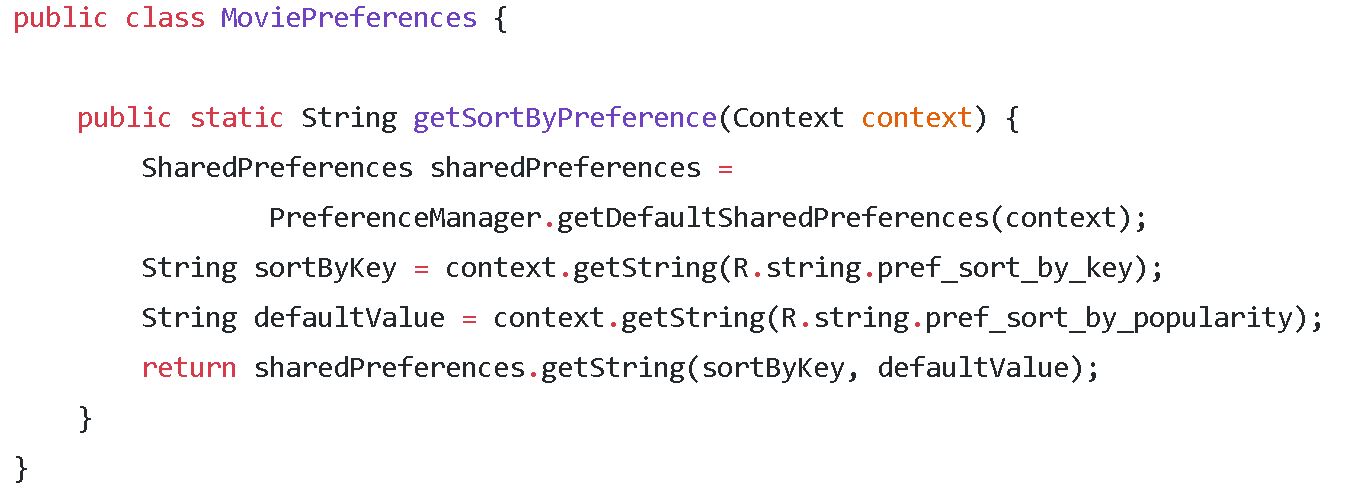 public class MoviePreferences {
    public static String getSortByPreference(Context context) {
        SharedPreferences sharedPreferences =
                PreferenceManager.getDefaultSharedPreferences(context);
        String sortByKey = context.getString(R.string.pref_sort_by_key);
        String defaultValue = context.getString(R.string.pref_sort_by_popularity);
        return sharedPreferences.getString(sortByKey, defaultValue);
    }
}